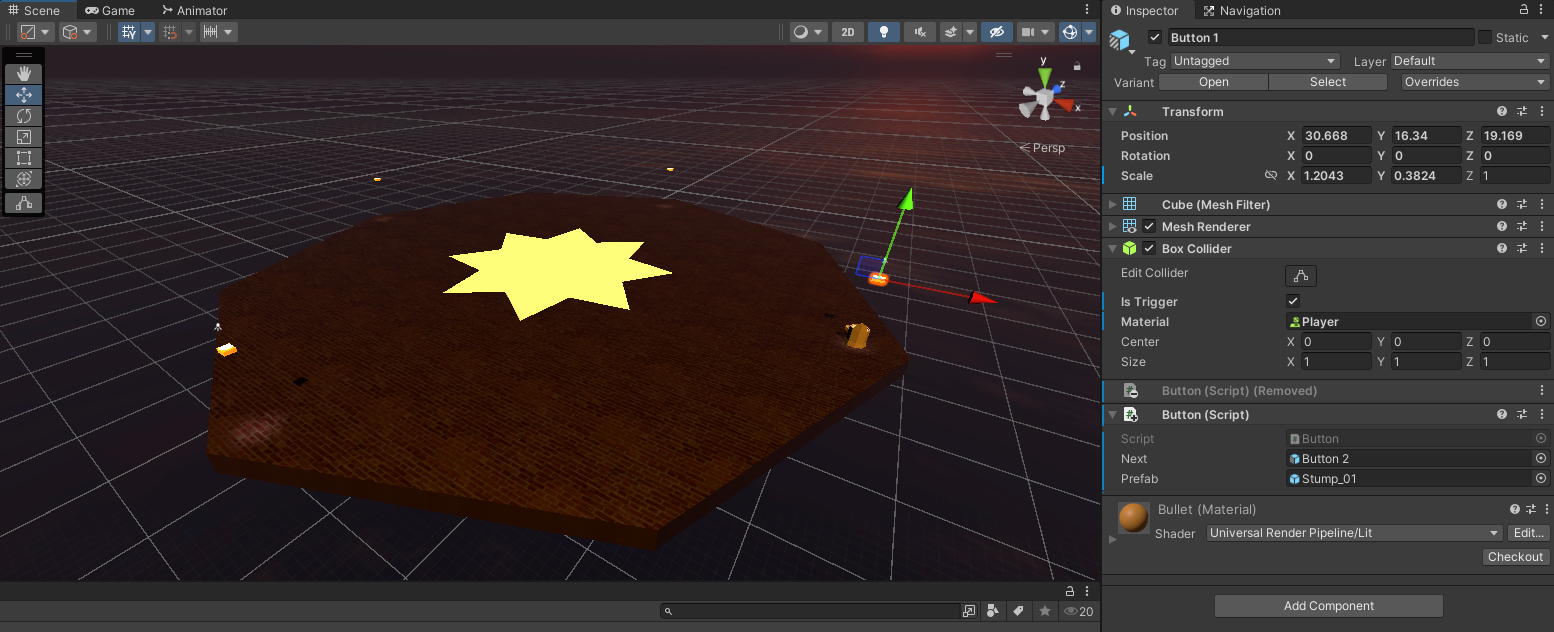 Scene Game Animator
2D
y
z
x
Persp
20
Inspector Navigation
Button 1 Static
Tag Untagged Layer Default
Variant Open Select Overrides
Transform
Position X 30.668 Y 16.34 Z 19.169
Rotation X 0 Y 0 Z 0
Scale X 1.2043 Y 0.3824 Z 1
Cube (Mesh Filter)
Mesh Renderer
Box Collider
Edit Collider
Is Trigger
Material Player
Center X 0 Y 0 Z 0
Size X 1 Y 1 Z 1
Button (Script) (Removed)
Button (Script)
Script Button
Next Button 2
Prefab Stump_01
Bullet (Material)
Shader Universal Render Pipeline/Lit Edit...
Checkout
Add Component